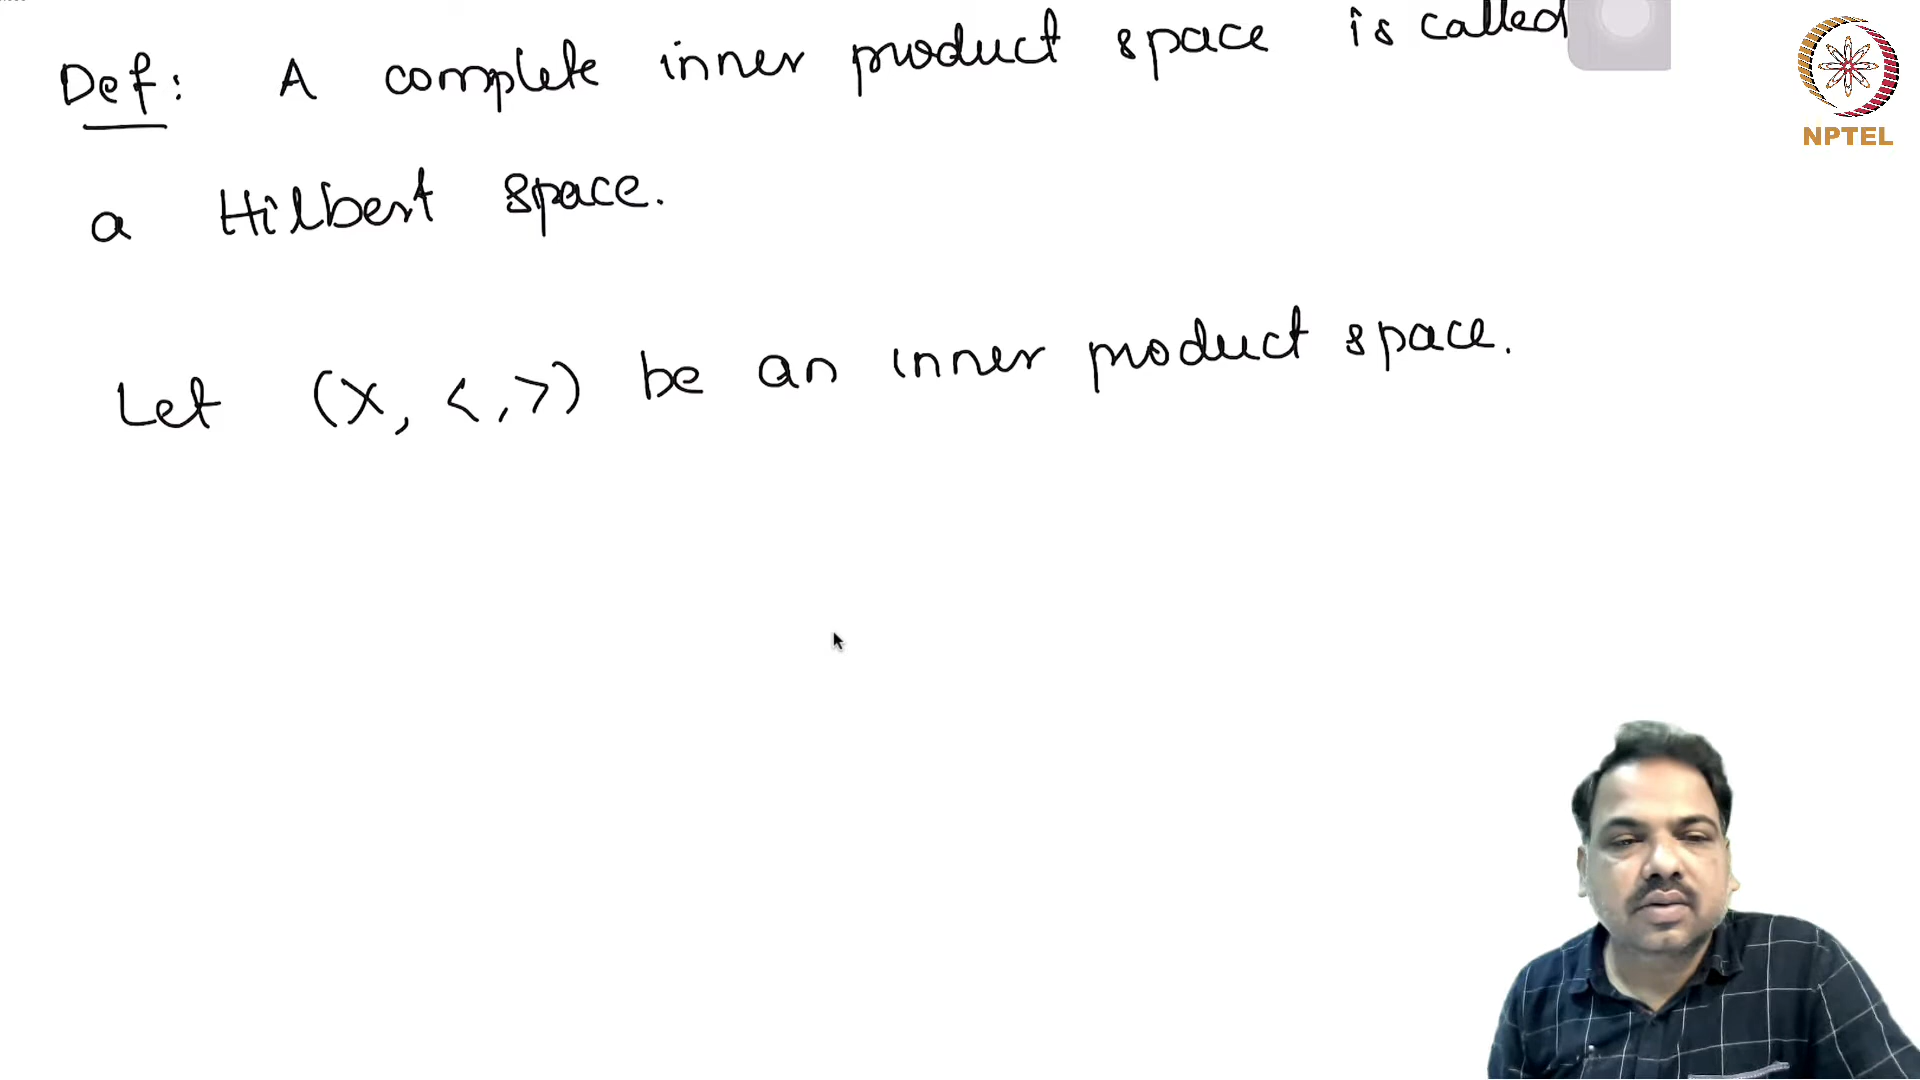 Def: A complete inner product space is called
a Hilbert space.
Let (X, < , >) be an inner product space.
NPTEL